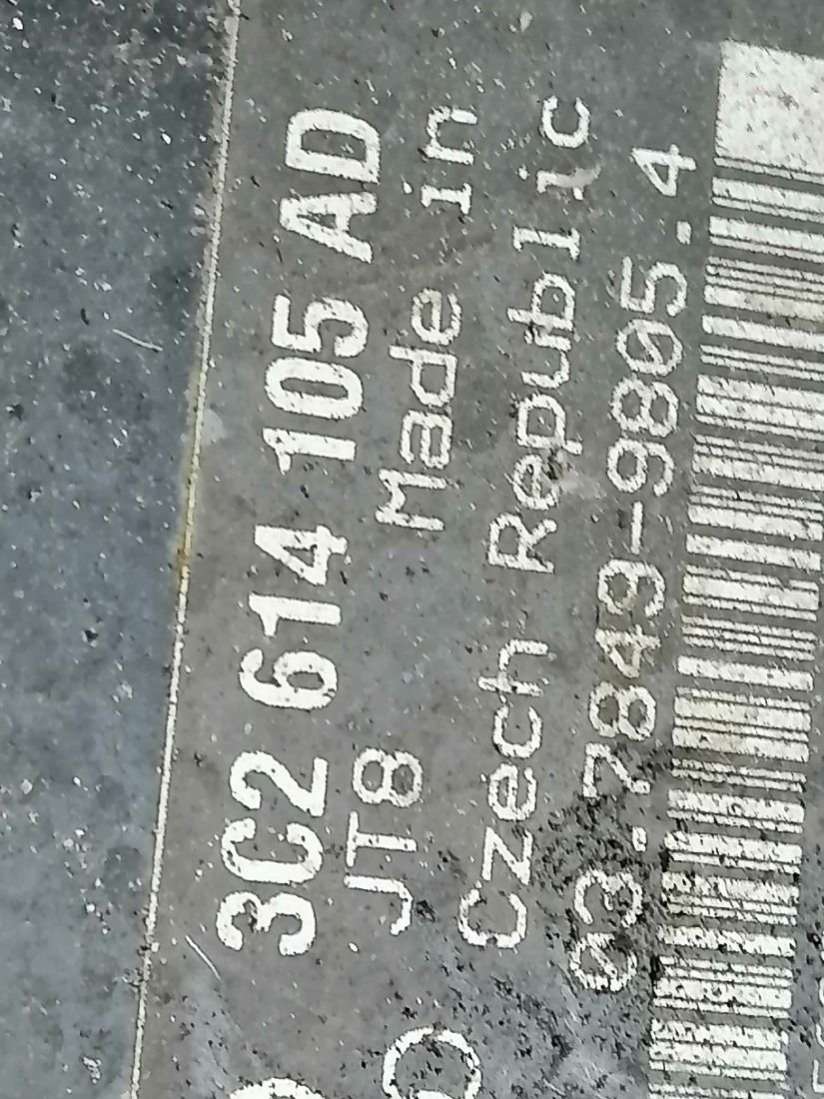 3C2 614 105 AD
JT8 Made in
Czech Republic
03.7849-9805.4